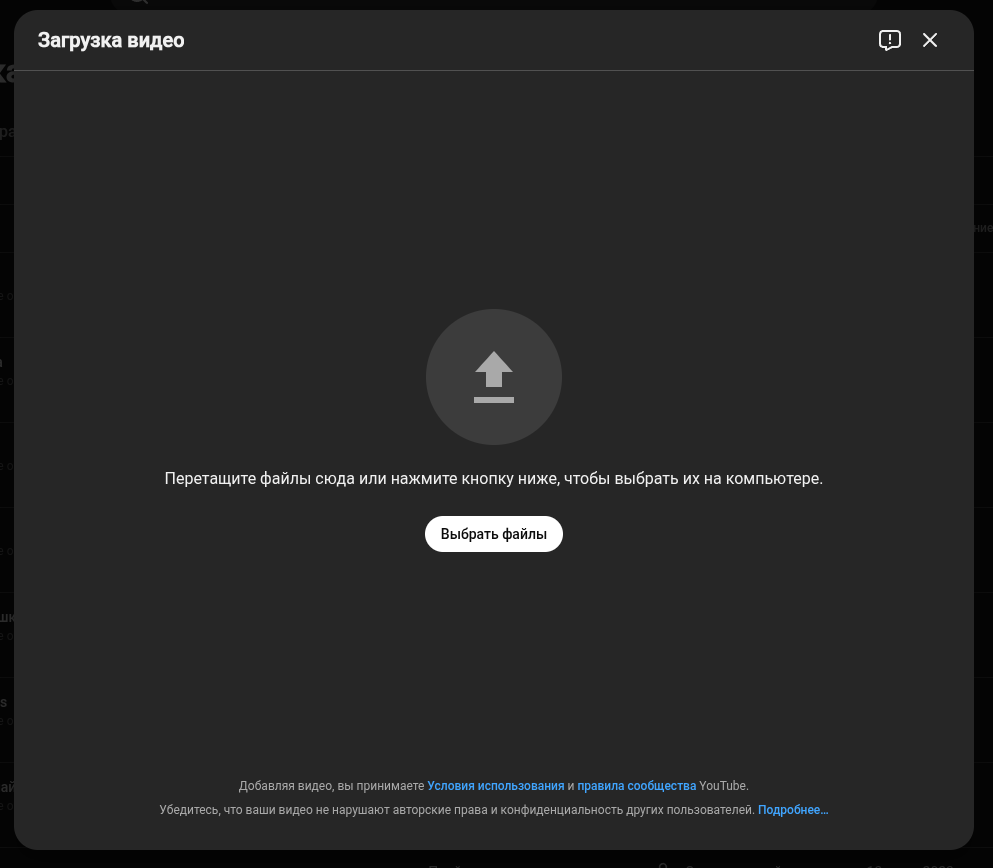 Загрузка видео
Перетащите файлы сюда или нажмите кнопку ниже, чтобы выбрать их на компьютере.
Выбрать файлы
Добавляя видео, вы принимаете Условия использования и правила сообщества YouTube.
Убедитесь, что ваши видео не нарушают авторские права и конфиденциальность других пользователей. Подробнее…